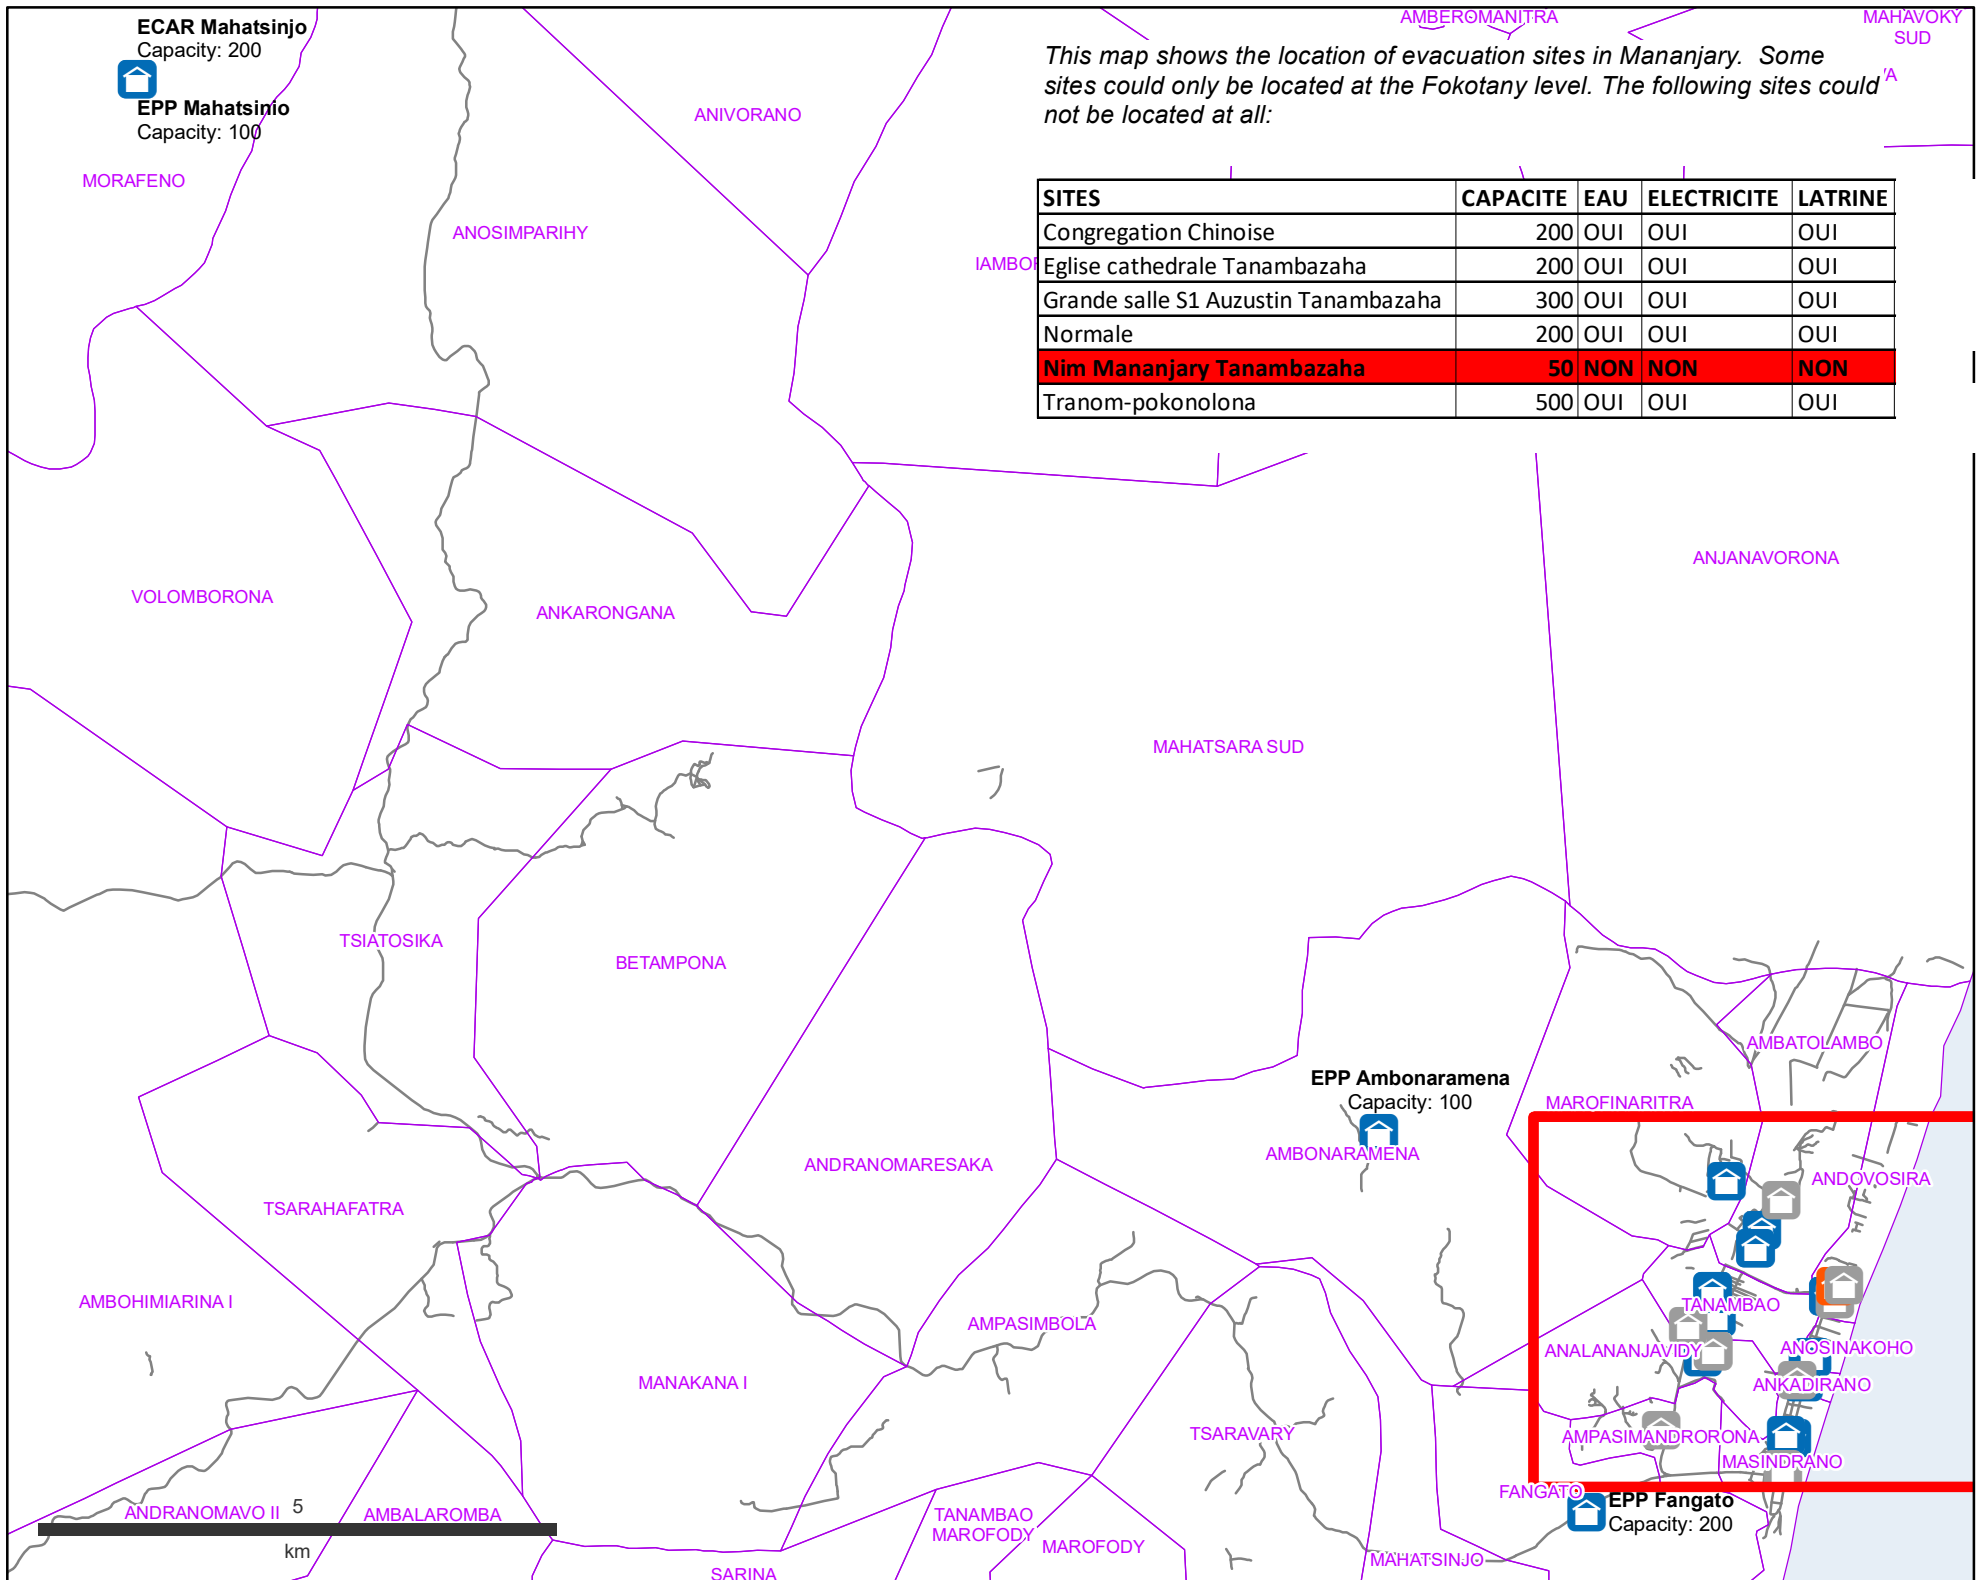 ECAR Mahatsinjo
Capacity: 200
EPP Mahatsinio
Capacity: 100
MORAFENO
ANOSIMPARIHY
ANIVORANO
AMBEROMANITRA
MAHAVOKY
SUD
This map shows the location of evacuation sites in Mananjary. Some
sites could only be located at the Fokotany level. The following sites could
not be located at all:
SITES CAPACITE EAU ELECTRICITE LATRINE
Congregation Chinoise 200 OUI OUI OUI
Eglise cathedrale Tanambazaha 200 OUI OUI OUI
Grande salle S1 Auzustin Tanambazaha 300 OUI OUI OUI
Normale 200 OUI OUI OUI
Nim Mananjary Tanambazaha 50 NON NON NON
Tranom-pokonolona 500 OUI OUI OUI
ANJANAVORONA
VOLOMBORONA
ANKARONGANA
MAHATSARA SUD
TSIATOSIKA
BETAMPONA
AMBATOLAMBO
EPP Ambonaramena
Capacity: 100
AMBONARAMENA
MAROFINARITRA
ANDRANOMARESAKA
ANDOVOSIRA
TSARAHAFATRA
AMBOHIMIARINA I
AMPASIMBOLA
TANAMBAO
ANALANANJAVIDY
ANOSINAKOHO
MANAKANA I
ANKADIRANO
TSARAVARY
AMPASIMANDRORONA
MASINDRANO
FANGATO
EPP Fangato
Capacity: 200
ANDRANOMAVO II
5
km
AMBALAROMBA
TANAMBAO
MAROFODY
MAROFODY
MAHATSINJO
SARINA